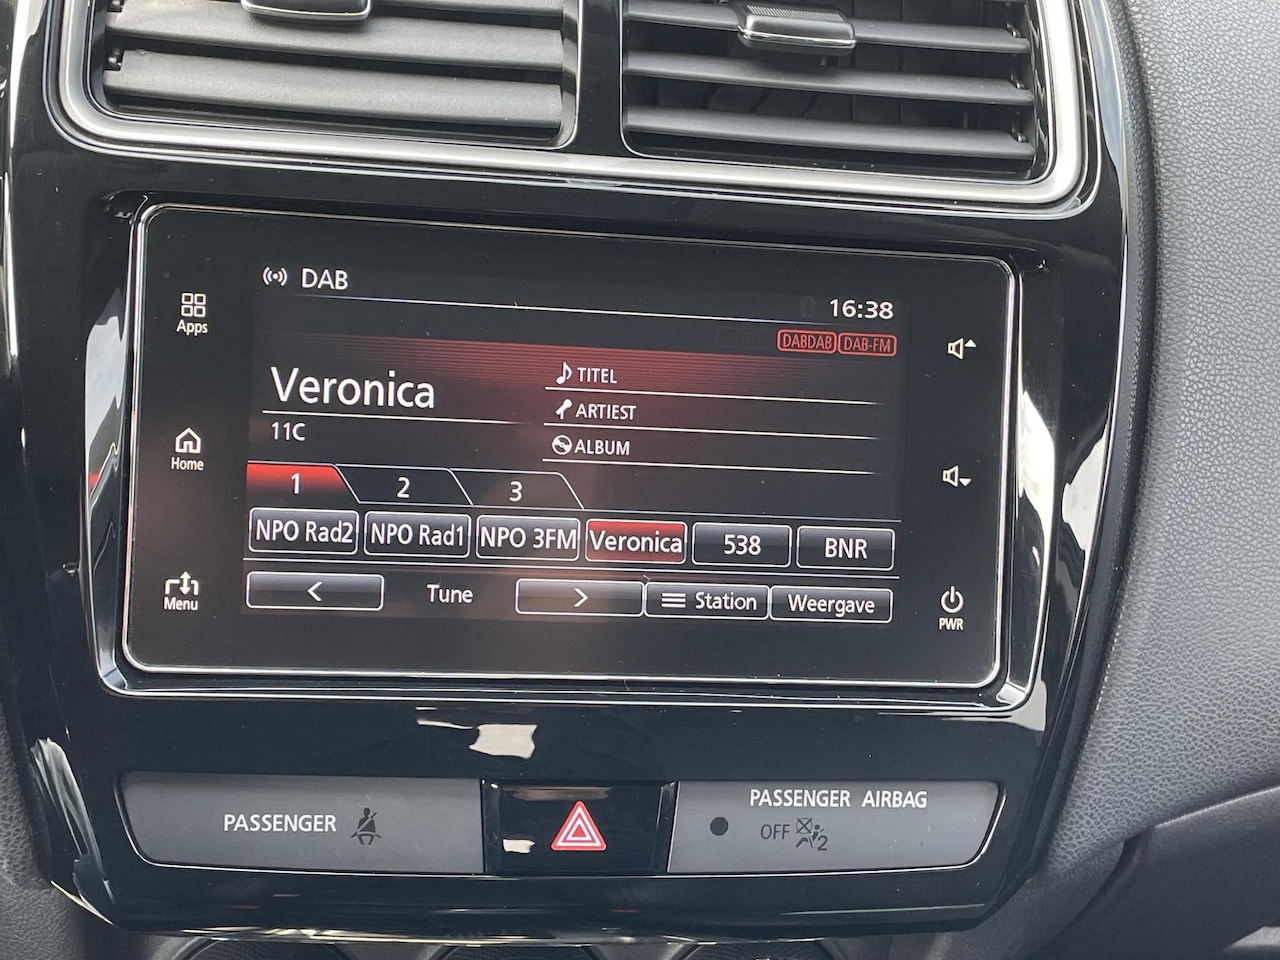 DAB
16:38
Apps
DABDAB DAB-FM
Veronica
TITEL
ARTIEST
11C
ALBUM
Home
1 2 3
NPO Rad2 NPO Rad1 NPO 3FM Veronica 538 BNR
< Tune > Station Weergave
Menu
PWR
PASSENGER
PASSENGER AIRBAG
OFF 2